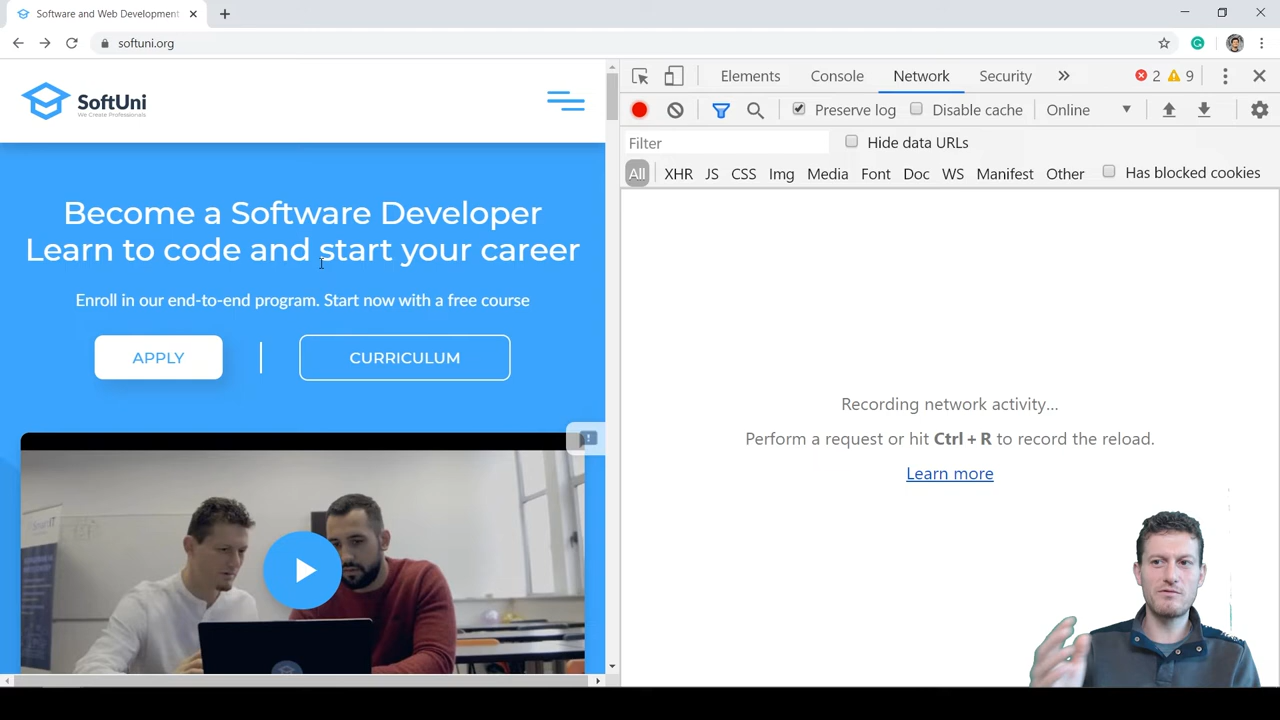 Software and Web Development
softuni.org
SoftUni
We Create Professionals
Become a Software Developer
Learn to code and start your career
Enroll in our end-to-end program. Start now with a free course
APPLY
CURRICULUM
Elements Console Network Security 2 9
Preserve log Disable cache Online
Filter Hide data URLs
All XHR JS CSS Img Media Font Doc WS Manifest Other Has blocked cookies
Recording network activity…
Perform a request or hit Ctrl + R to record the reload.
Learn more